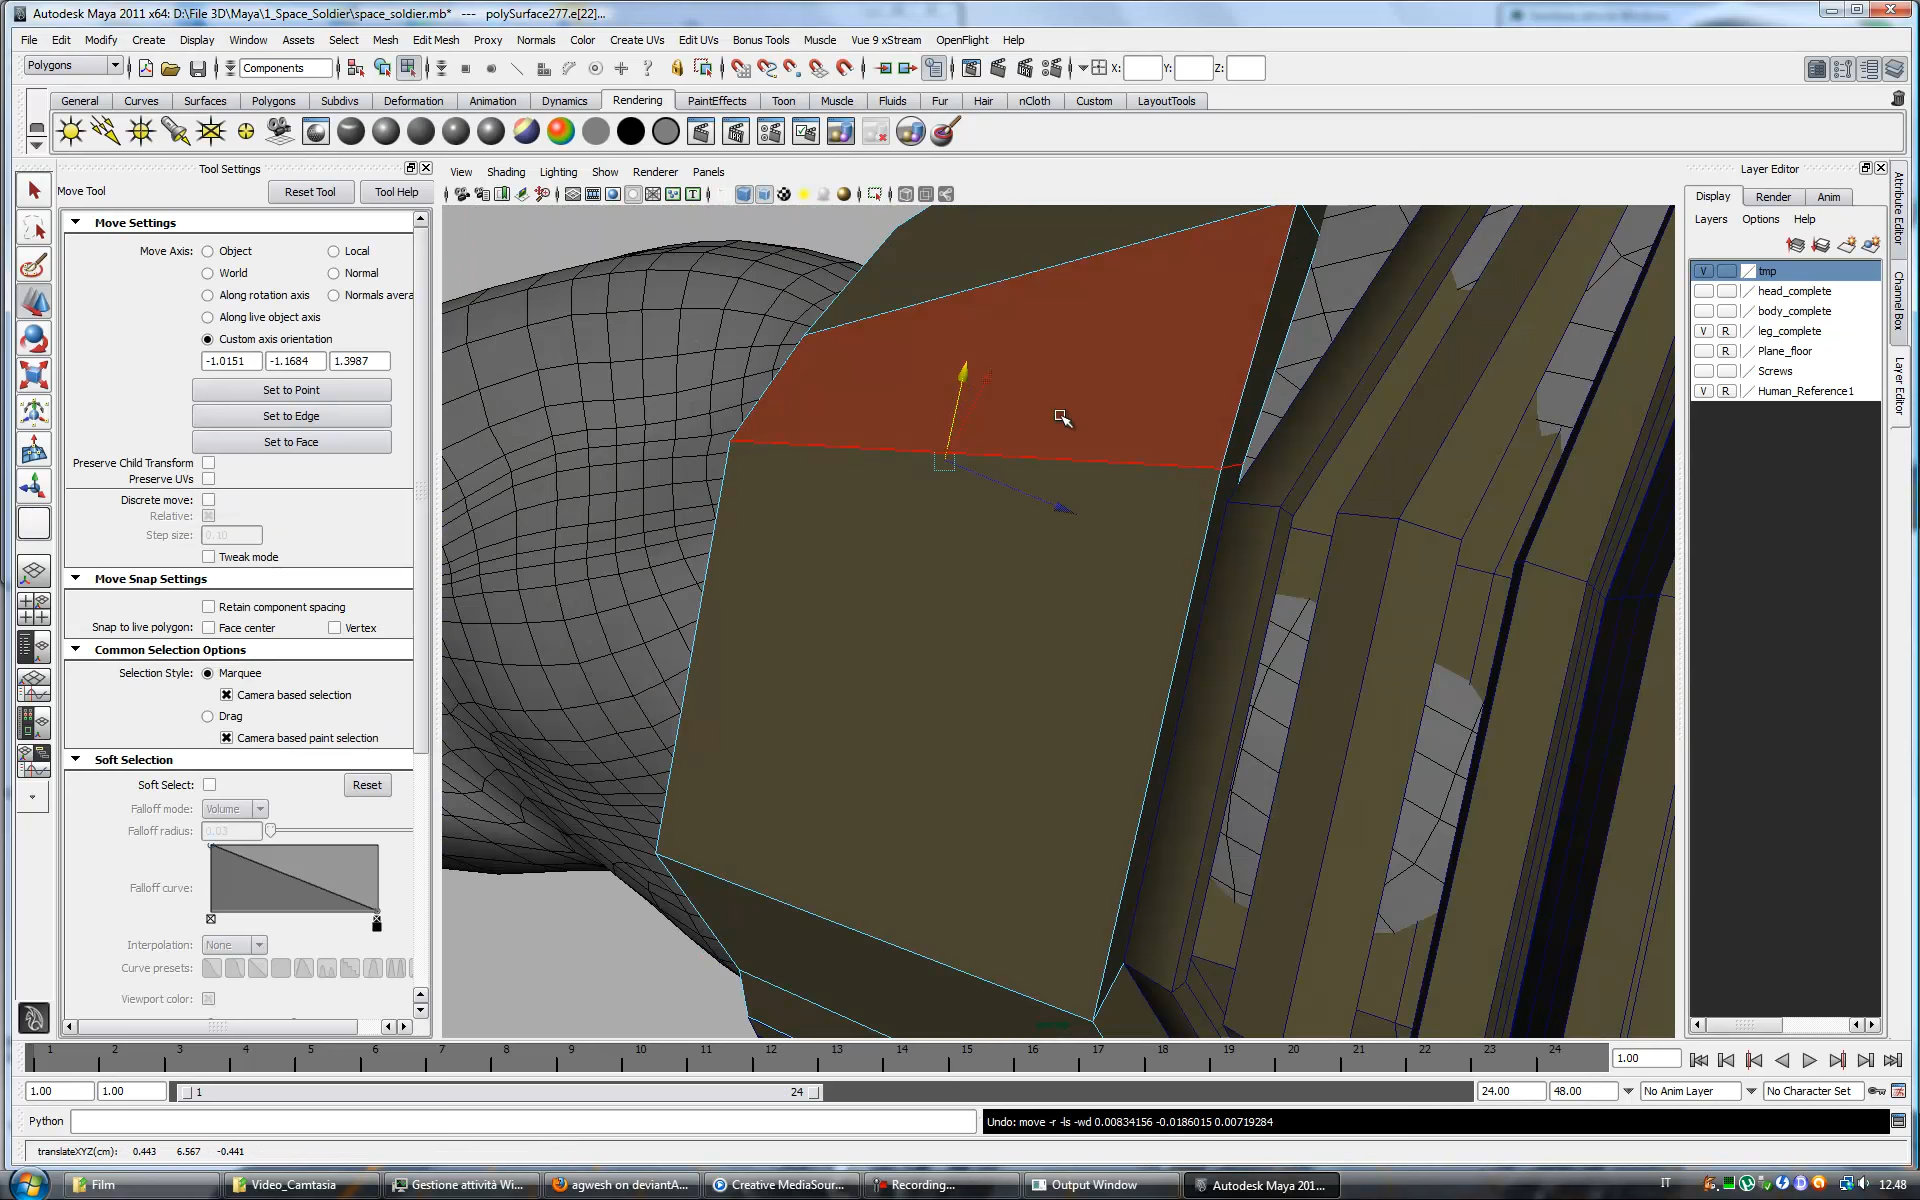 Autodesk Maya 2011 x64: D:\File 3D\Maya\1_Space_Soldier\space_soldier.mb* --- polySurface277.e[22]...
File Edit Modify Create Display Window Assets Select Mesh Edit Mesh Proxy Normals Color Create UVs Edit UVs Bonus Tools Muscle Vue 9 xStream OpenFlight Help
Polygons Components X: Y: Z:
General Curves Surfaces Polygons Subdivs Deformation Animation Dynamics Rendering PaintEffects Toon Muscle Fluids Fur Hair nCloth Custom LayoutTools
Tool Settings
Move Tool Reset Tool Tool Help
Move Settings
Move Axis: Object Local
World Normal
Along rotation axis Normals avera
Along live object axis
Custom axis orientation
-1.0151 -1.1684 1.3987
Set to Point
Set to Edge
Set to Face
Preserve Child Transform
Preserve UVs
Discrete move:
Relative:
Step size: 0.10
Tweak mode
Move Snap Settings
Retain component spacing
Snap to live polygon: Face center Vertex
Common Selection Options
Selection Style: Marquee
Camera based selection
Drag
Camera based paint selection
Soft Selection
Soft Select: Reset
Falloff mode: Volume
Falloff radius: 0.03
Falloff curve:
Interpolation: None
Curve presets:
Viewport color:
View Shading Lighting Show Renderer Panels
Layer Editor
Display Render Anim
Layers Options Help
V tmp
head_complete
body_complete
V R leg_complete
R Plane_floor
Screws
V R Human_Reference1
Attribute Editor
Channel Box
Layer Editor
1 2 3 4 5 6 7 8 9 10 11 12 13 14 15 16 17 18 19 20 21 22 23 24 1.00
1.00 1.00 1 24 24.00 48.00 No Anim Layer No Character Set
Python Undo: move -r -ls -wd 0.00834156 -0.0186015 0.00719284
translateXYZ(cm): 0.443 6.567 -0.441
Film Video_Camtasia Gestione attività Wi... agwesh on deviantA... Creative MediaSour... Recording... Output Window Autodesk Maya 201... IT 12.48